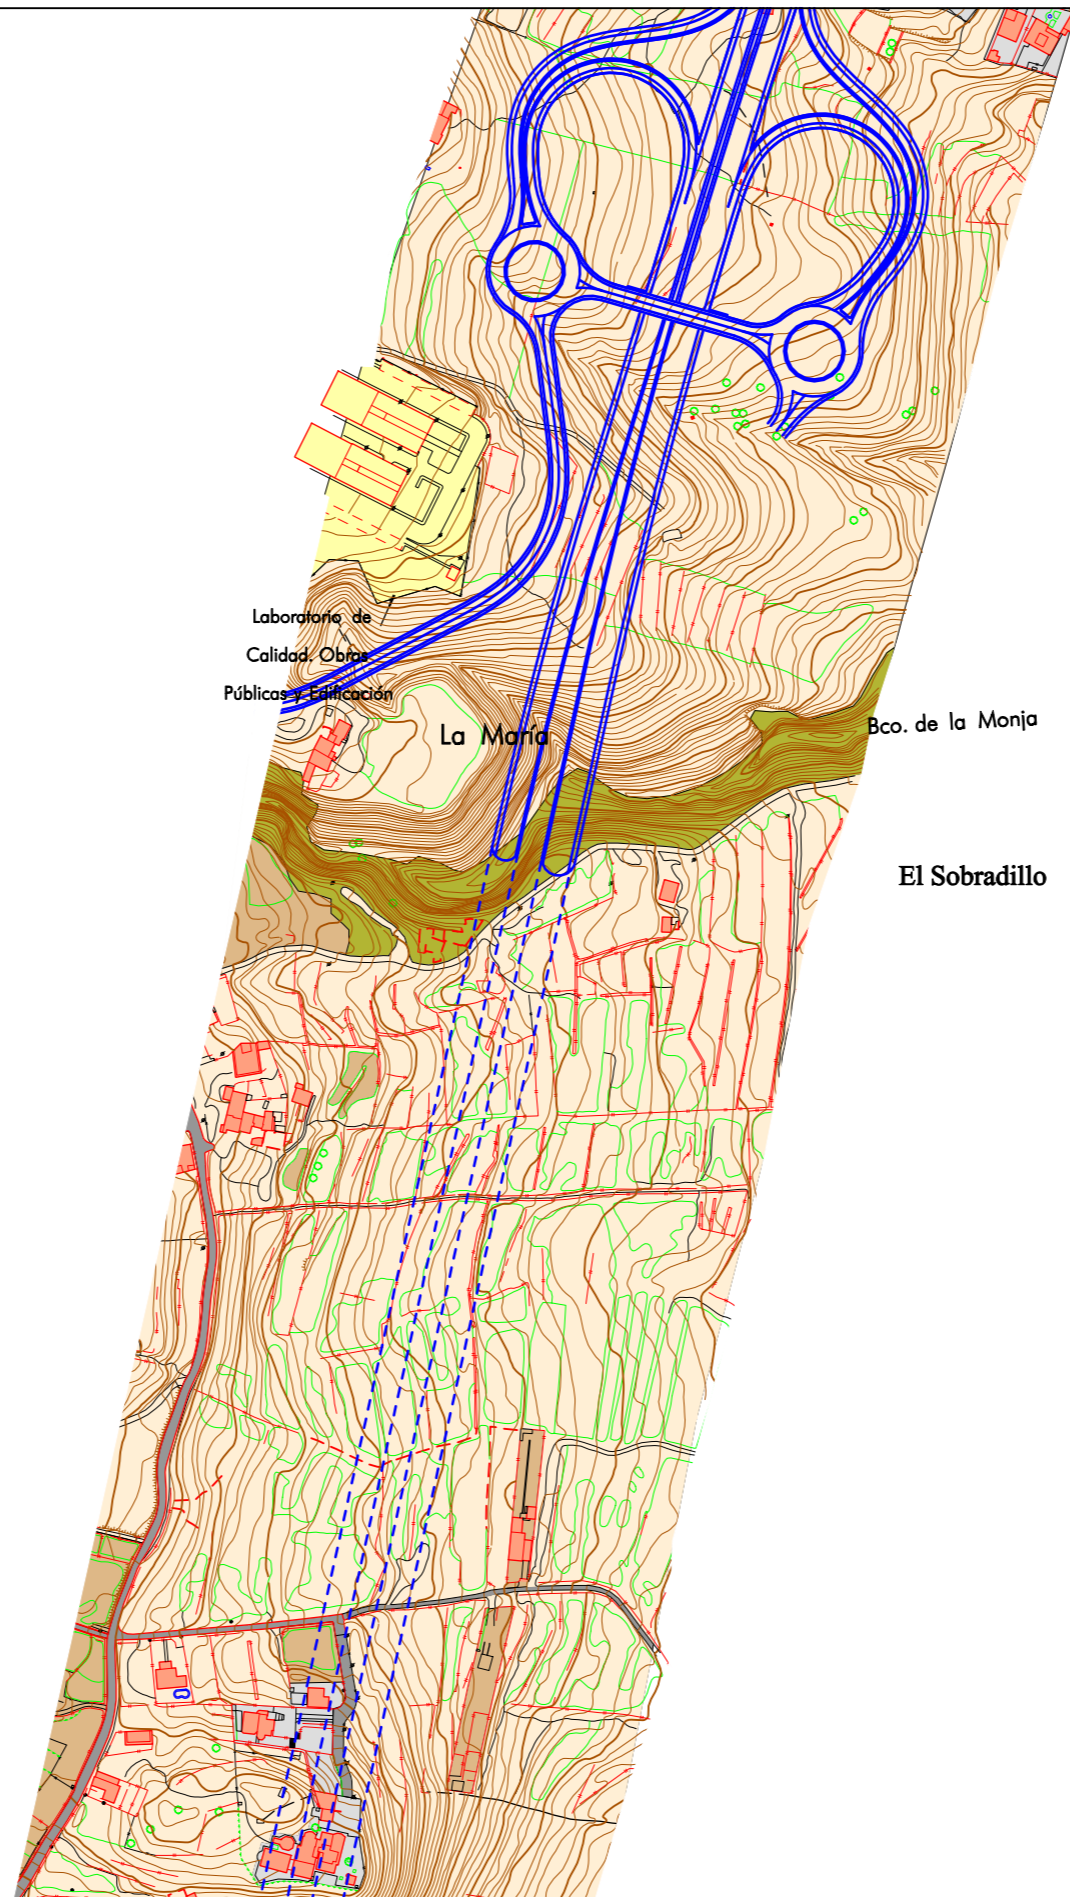 Laboratorio de
Calidad. Obras
Públicas y Edificación
La María
Bco. de la Monja
El Sobradillo